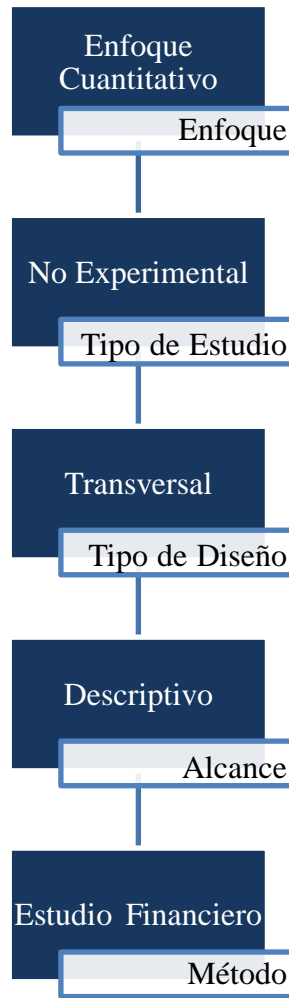 Enfoque
Cuantitativo
Enfoque
No Experimental
Tipo de Estudio
Transversal
Tipo de Diseño
Descriptivo
Alcance
Estudio Financiero
Método